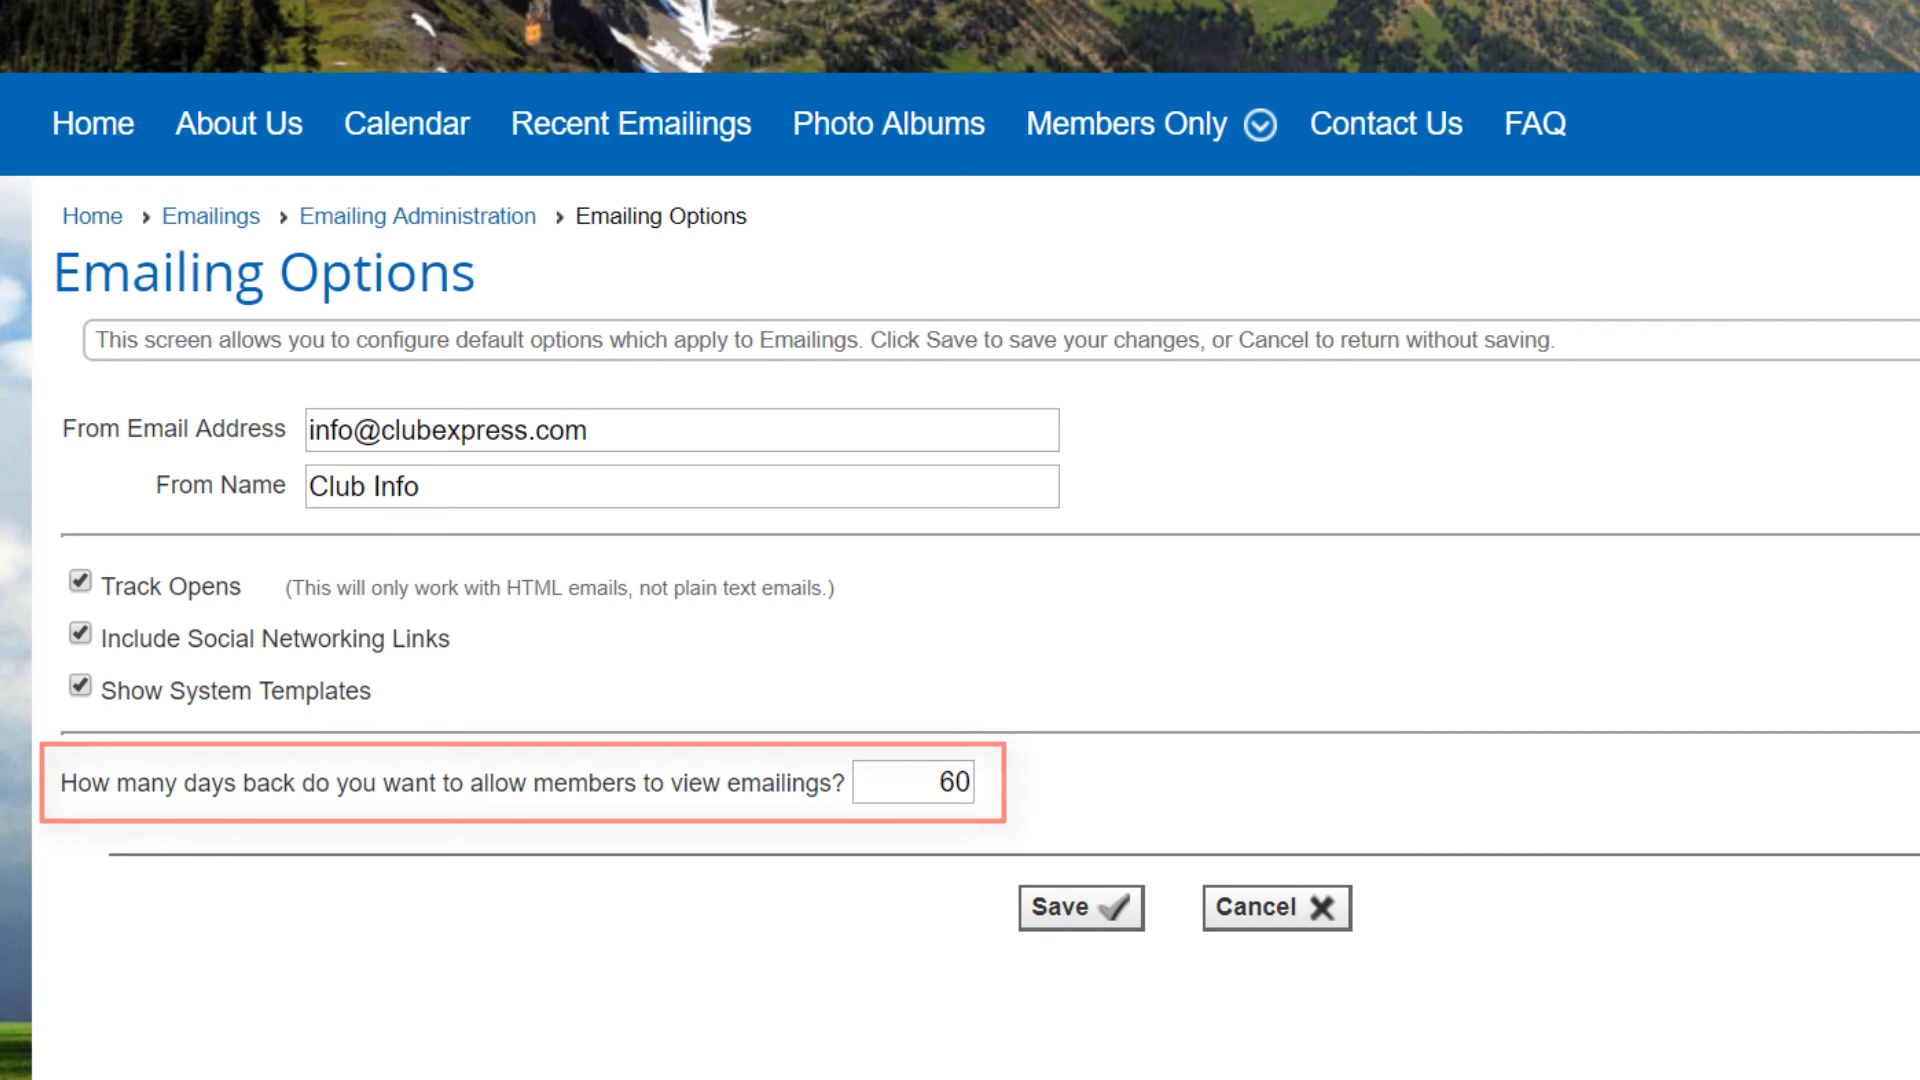 Home About Us Calendar Recent Emailings Photo Albums Members Only Contact Us FAQ
Home › Emailings › Emailing Administration › Emailing Options
Emailing Options
This screen allows you to configure default options which apply to Emailings. Click Save to save your changes, or Cancel to return without saving.
From Email Address info@clubexpress.com
From Name Club Info
Track Opens (This will only work with HTML emails, not plain text emails.)
Include Social Networking Links
Show System Templates
How many days back do you want to allow members to view emailings? 60
Save Cancel